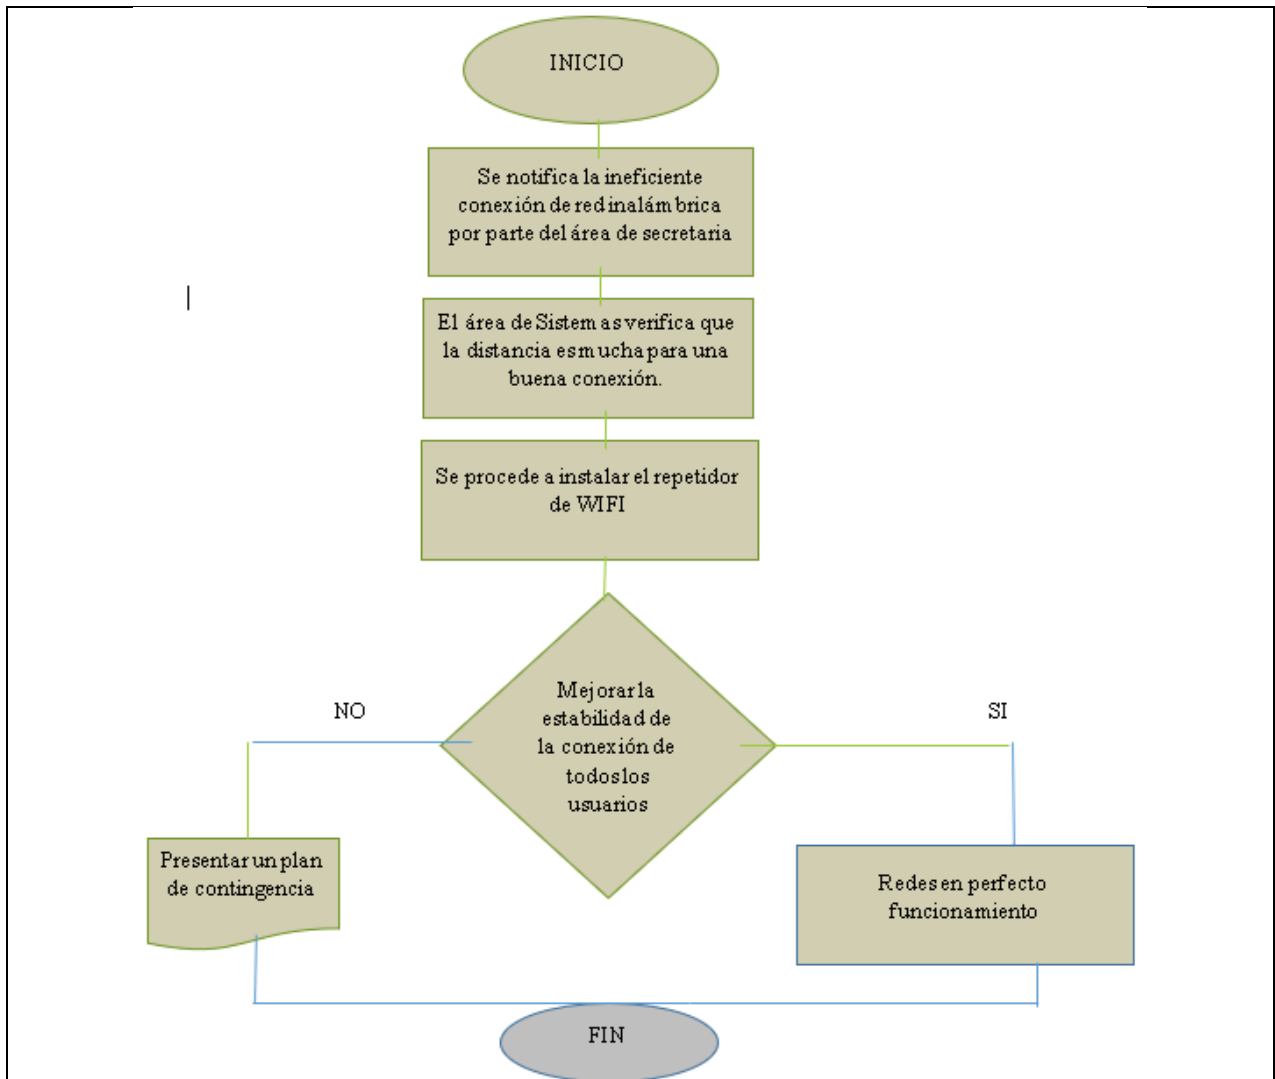 INICIO
Se notifica la ineficiente
conexión de red inalámbrica
por parte del área de secretaria
El área de Sistemas verifica que
la distancia es mucha para una
buena conexión.
Se procede a instalar el repetidor
de WIFI
Mejorar la
estabilidad de
la conexión de
todos los
usuarios
NO
SI
Presentar un plan
de contingencia
Redes en perfecto
funcionamiento
FIN